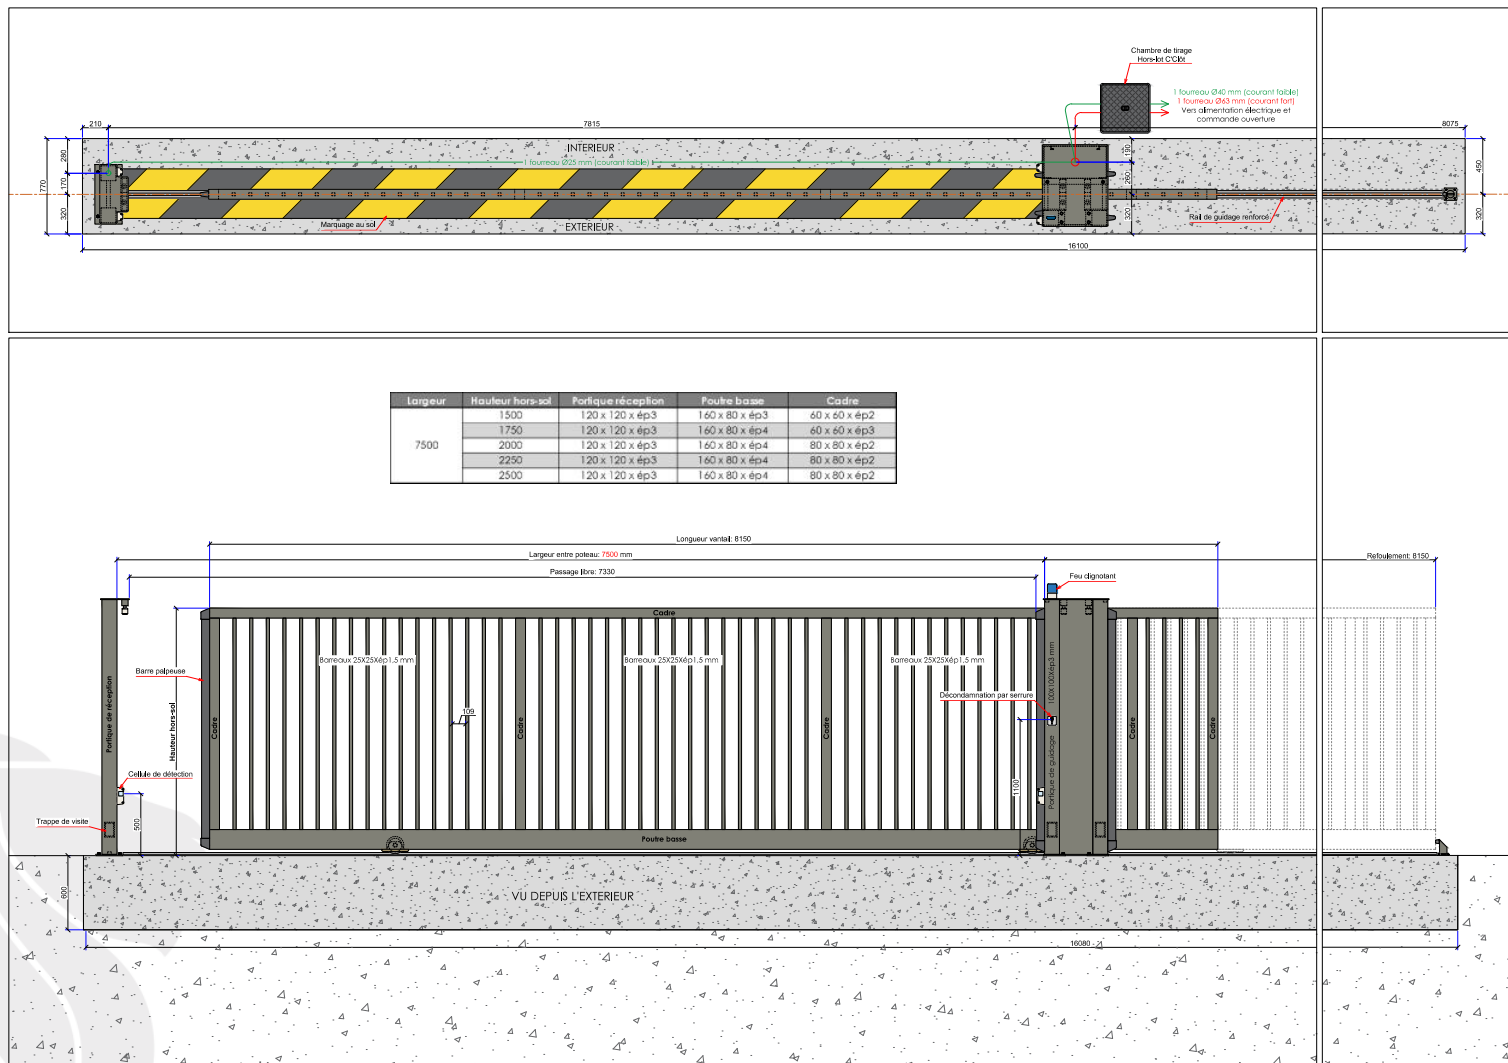 Chambre de tirage
Hors-lot C'Clôt
1 fourreau Ø40 mm (courant faible)
1 fourreau Ø63 mm (courant fort)
Vers alimentation électrique et
commande ouverture
210
7815
8075
INTERIEUR
1 fourreau Ø25 mm (courant faible)
770
280
170
320
190
260
320
450
320
Marquage au sol
EXTERIEUR
Rail de guidage renforcé
16100
Largeur Hauteur hors-sol Portique réception Poutre basse Cadre
7500
1500 120 x 120 x ép3 160 x 80 x ép3 60 x 60 x ép2
1750 120 x 120 x ép3 160 x 80 x ép4 60 x 60 x ép3
2000 120 x 120 x ép3 160 x 80 x ép4 80 x 80 x ép2
2250 120 x 120 x ép3 160 x 80 x ép4 80 x 80 x ép2
2500 120 x 120 x ép3 160 x 80 x ép4 80 x 80 x ép2
Longueur vantail: 8150
Largeur entre poteau: 7500 mm
Refoulement: 8150
Passage libre: 7330
Feu clignotant
Cadre
Barreaux 25X25Xép1,5 mm
Barreaux 25X25Xép1,5 mm
Barreaux 25X25Xép1,5 mm
Barre palpeuse
Décondamnation par serrure
109
Portique de réception
Hauteur hors-sol
Cadre
Cadre
Cadre
Portique de guidage 100X100Xép3 mm
Cadre
Cadre
Cellule de détection
Trappe de visite
500
1100
Poutre basse
600
VU DEPUIS L'EXTERIEUR